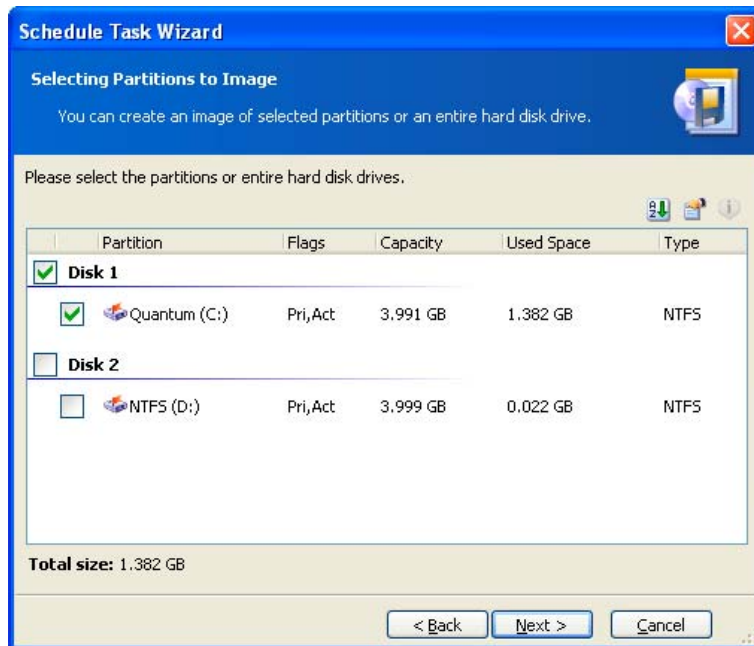 Schedule Task Wizard
Selecting Partitions to Image
You can create an image of selected partitions or an entire hard disk drive.
Please select the partitions or entire hard disk drives.
Partition Flags Capacity Used Space Type
Disk 1
Quantum (C:) Pri,Act 3.991 GB 1.382 GB NTFS
Disk 2
NTFS (D:) Pri,Act 3.999 GB 0.022 GB NTFS
Total size: 1.382 GB
< Back Next > Cancel